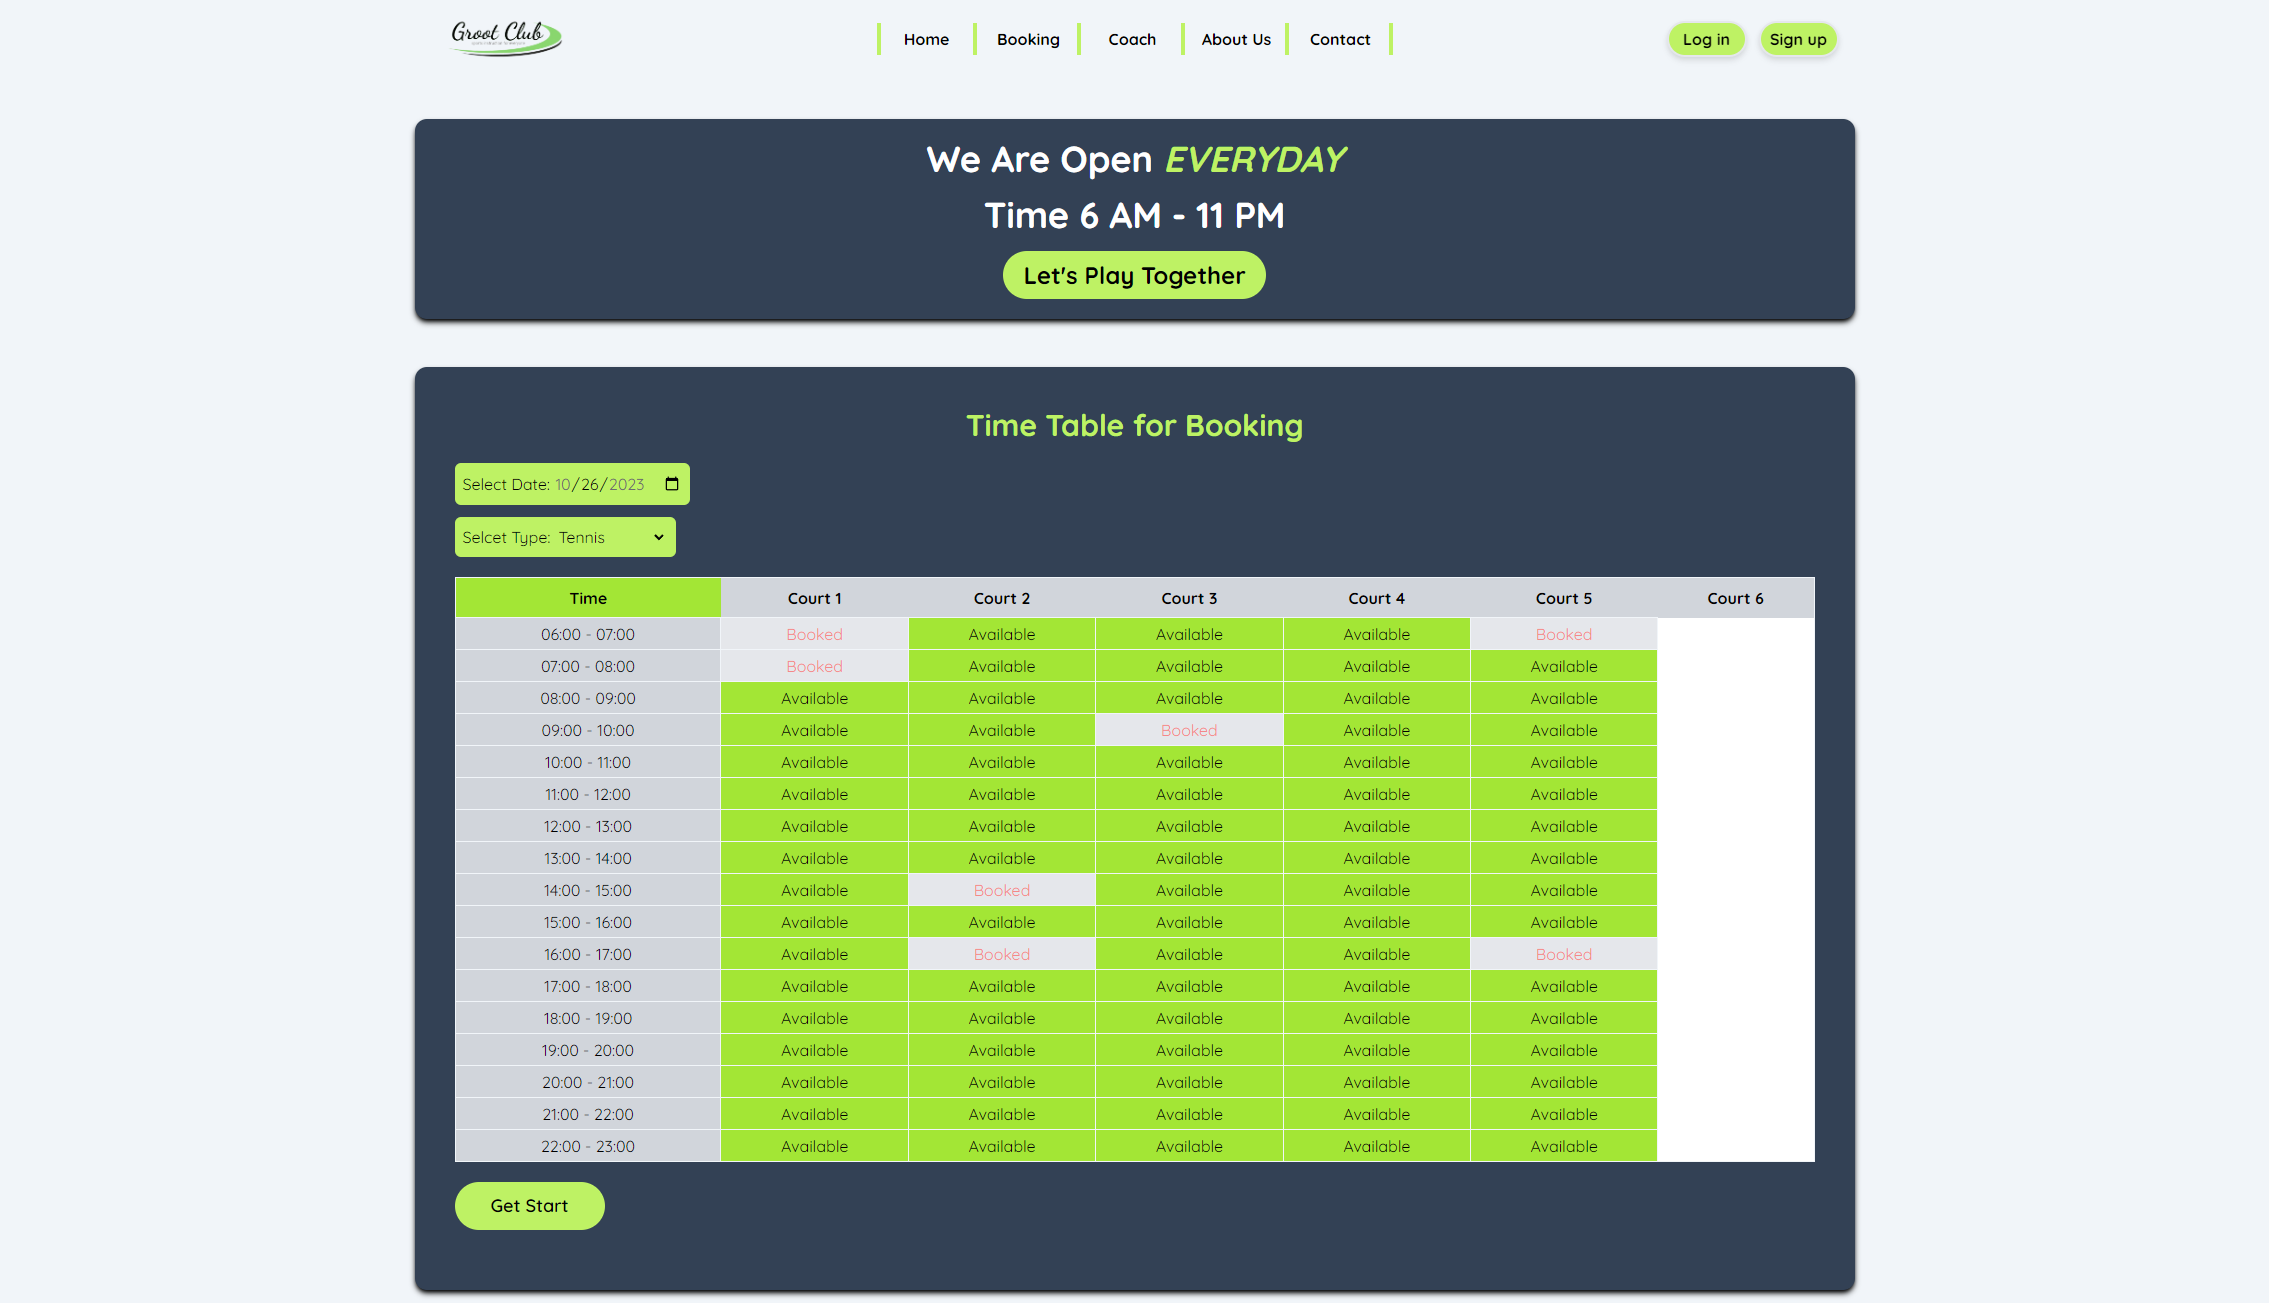 Groot Club
Home Booking Coach About Us Contact
Log in Sign up
We Are Open EVERYDAY
Time 6 AM - 11 PM
Let's Play Together
Time Table for Booking
Select Date: 10/26/2023
Selcet Type: Tennis
Time Court 1 Court 2 Court 3 Court 4 Court 5 Court 6
06:00 - 07:00 Booked Available Available Available Booked
07:00 - 08:00 Booked Available Available Available Available
08:00 - 09:00 Available Available Available Available Available
09:00 - 10:00 Available Available Booked Available Available
10:00 - 11:00 Available Available Available Available Available
11:00 - 12:00 Available Available Available Available Available
12:00 - 13:00 Available Available Available Available Available
13:00 - 14:00 Available Available Available Available Available
14:00 - 15:00 Available Booked Available Available Available
15:00 - 16:00 Available Available Available Available Available
16:00 - 17:00 Available Booked Available Available Booked
17:00 - 18:00 Available Available Available Available Available
18:00 - 19:00 Available Available Available Available Available
19:00 - 20:00 Available Available Available Available Available
20:00 - 21:00 Available Available Available Available Available
21:00 - 22:00 Available Available Available Available Available
22:00 - 23:00 Available Available Available Available Available
Get Start